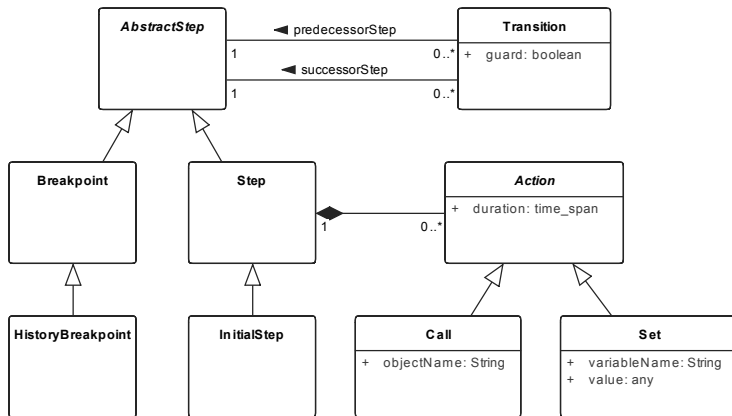 AbstractStep
◄ predecessorStep
1
0..*
◄ successorStep
1
0..*
Transition
+ guard: boolean
Breakpoint
Step
1
0..*
Action
+ duration: time_span
HistoryBreakpoint
InitialStep
Call
+ objectName: String
Set
+ variableName: String
+ value: any